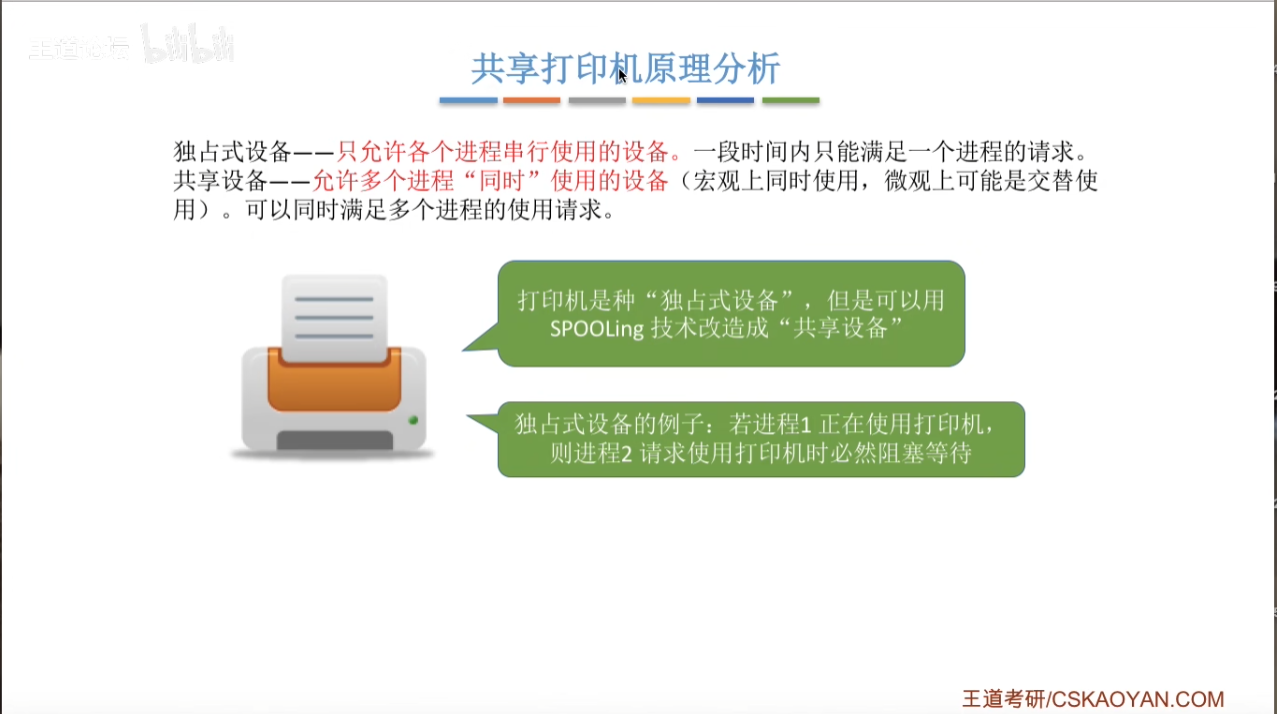 王道论坛 bilibili
共享打印机原理分析
独占式设备——只允许各个进程串行使用的设备。一段时间内只能满足一个进程的请求。
共享设备——允许多个进程“同时”使用的设备（宏观上同时使用，微观上可能是交替使
用）。可以同时满足多个进程的使用请求。
打印机是种“独占式设备”，但是可以用
SPOOLing 技术改造成“共享设备”
独占式设备的例子：若进程1 正在使用打印机，
则进程2 请求使用打印机时必然阻塞等待
王道考研/CSKAOYAN.COM